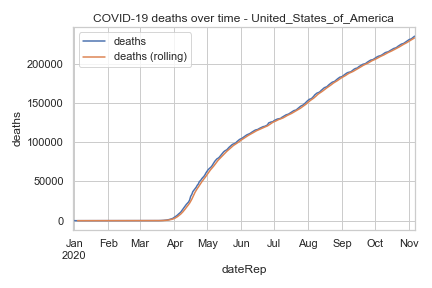 COVID-19 deaths over time - United_States_of_America
deaths
deaths (rolling)
200000
150000
100000
50000
0
deaths
Jan Feb Mar Apr May Jun Jul Aug Sep Oct Nov
2020
dateRep